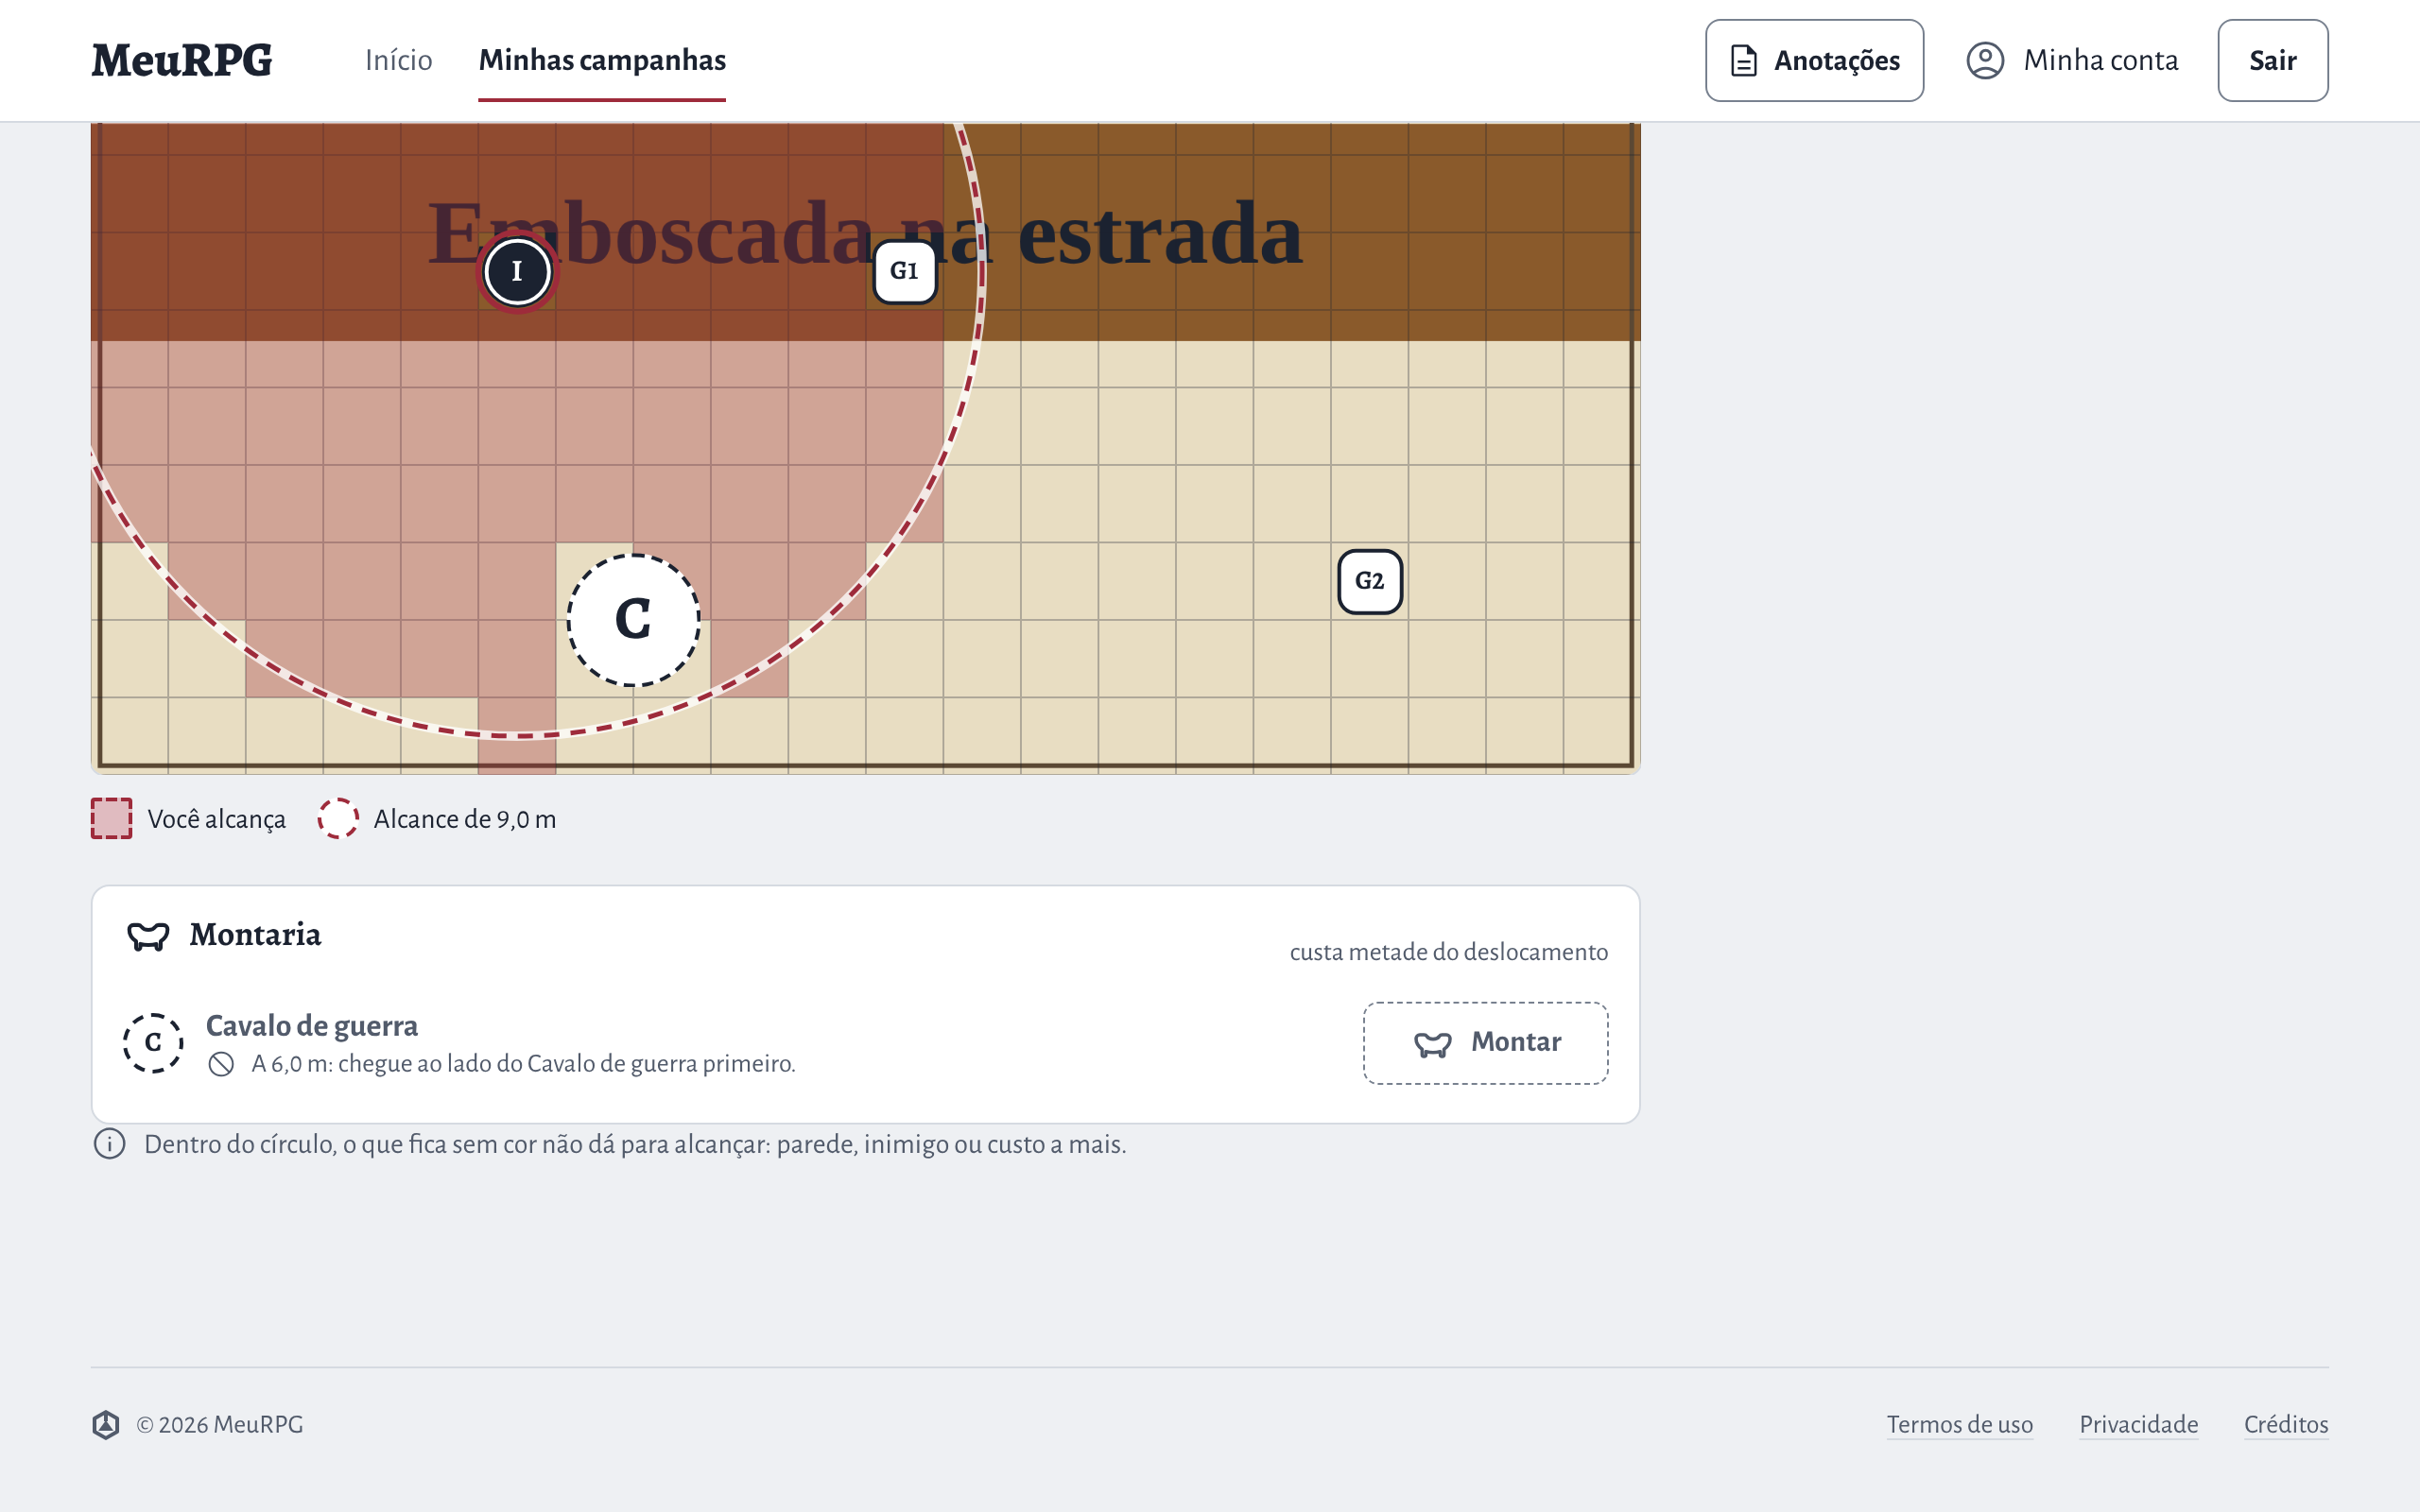 MeuRPG
Início
Minhas campanhas
Anotações
Minha conta
Sair
Emboscada na estrada
I
G1
C
G2
Você alcança
Alcance de 9,0 m
Montaria
custa metade do deslocamento
C
Cavalo de guerra
A 6,0 m: chegue ao lado do Cavalo de guerra primeiro.
Montar
Dentro do círculo, o que fica sem cor não dá para alcançar: parede, inimigo ou custo a mais.
© 2026 MeuRPG
Termos de uso
Privacidade
Créditos